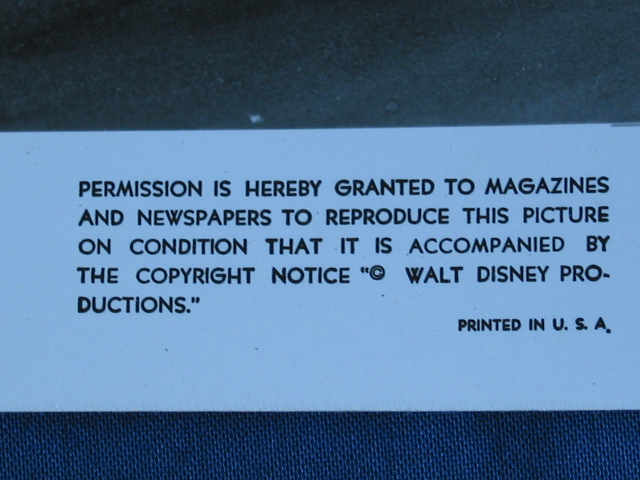 PERMISSION IS HEREBY GRANTED TO MAGAZINES
AND NEWSPAPERS TO REPRODUCE THIS PICTURE
ON CONDITION THAT IT IS ACCOMPANIED BY
THE COPYRIGHT NOTICE "© WALT DISNEY PRO-
DUCTIONS."
PRINTED IN U. S. A.